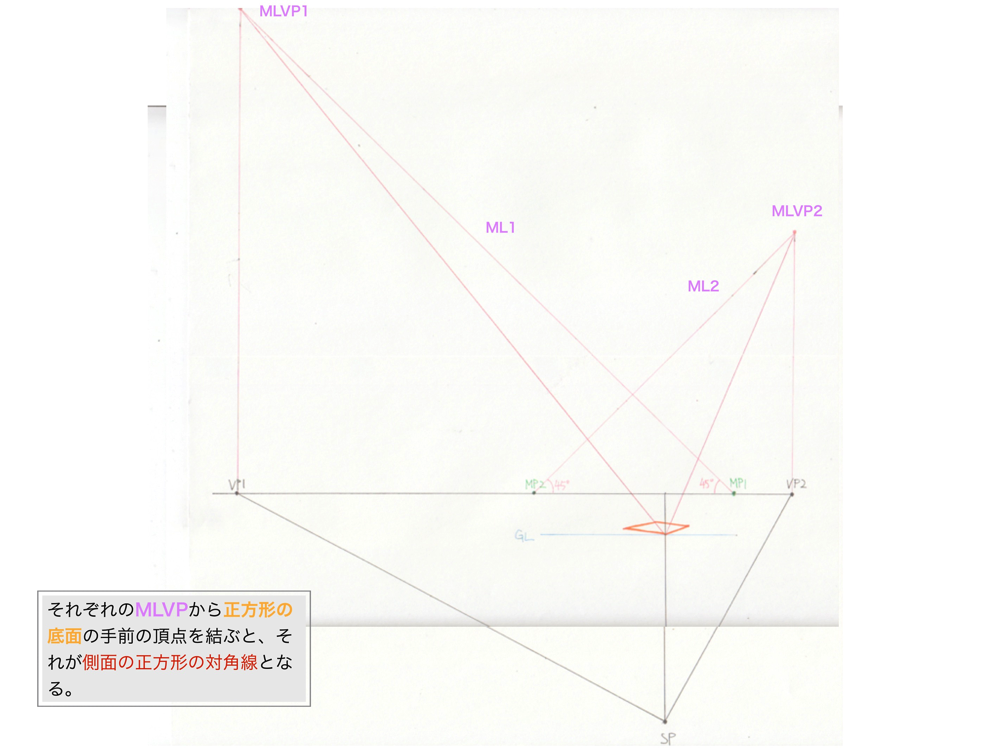 MLVP1
MLVP2
ML1
ML2
VP1
MP2
45°
45°
MP1
VP2
GL
それぞれのMLVPから正方形の
底面の手前の頂点を結ぶと、そ
れが側面の正方形の対角線とな
る。
SP